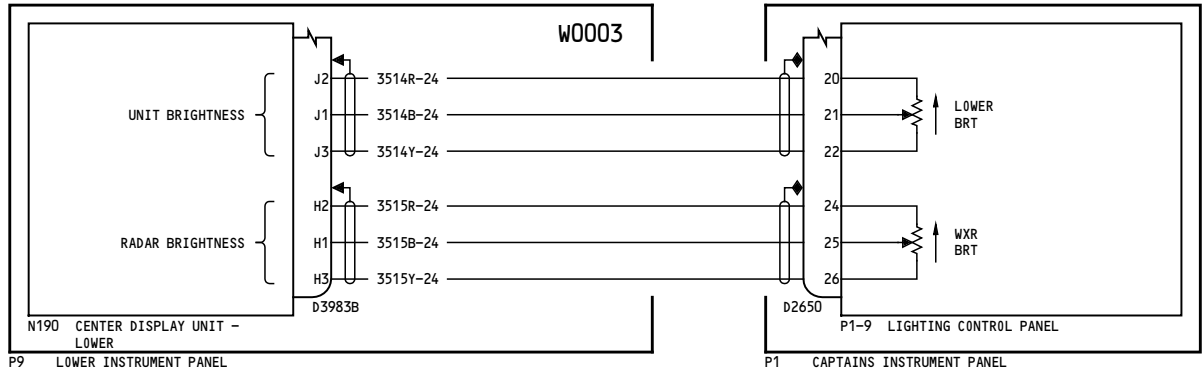 W0003
J2 3514R-24 20
UNIT BRIGHTNESS J1 3514B-24 21 LOWER
BRT
J3 3514Y-24 22
H2 3515R-24 24
RADAR BRIGHTNESS H1 3515B-24 25 WXR
BRT
H3 3515Y-24 26
D3983B D2650
N190 CENTER DISPLAY UNIT - P1-9 LIGHTING CONTROL PANEL
LOWER
P9 LOWER INSTRUMENT PANEL P1 CAPTAINS INSTRUMENT PANEL